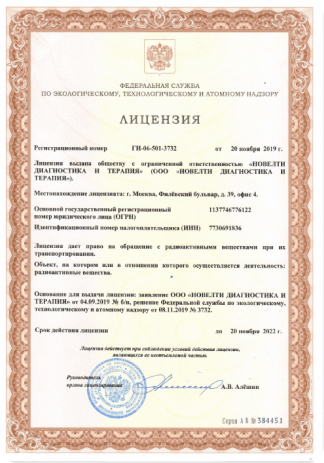 ФЕДЕРАЛЬНАЯ СЛУЖБА
ПО ЭКОЛОГИЧЕСКОМУ, ТЕХНОЛОГИЧЕСКОМУ И АТОМНОМУ НАДЗОРУ
ЛИЦЕНЗИЯ
Регистрационный номер ГН-06-501-3732 от 20 ноября 2019 г.
Лицензия выдана обществу с ограниченной ответственностью «НОВЕЛТИ
ДИАГНОСТИКА И ТЕРАПИЯ» (ООО «НОВЕЛТИ ДИАГНОСТИКА И
ТЕРАПИЯ»).
Местонахождение лицензиата: г. Москва, Филёвский бульвар, д. 39, офис 4.
Основной государственный регистрационный 1137746776122
номер юридического лица (ОГРН)
Идентификационный номер налогоплательщика (ИНН) 7730691836
Лицензия дает право на обращение с радиоактивными веществами при их
транспортировании.
Объект, на котором или в отношении которого осуществляется деятельность:
радиоактивные вещества.
Основание для выдачи лицензии: заявление ООО «НОВЕЛТИ ДИАГНОСТИКА И
ТЕРАПИЯ» от 04.09.2019 № б/н, решение Федеральной службы по экологическому,
технологическому и атомному надзору от 08.11.2019 № 3732.
Срок действия лицензии до 20 ноября 2022 г.
Лицензия действует при соблюдении условий действия лицензии,
являющихся ее неотъемлемой частью.
Руководитель
органа лицензирования А.В. Алёшин
Серия А В № 384451